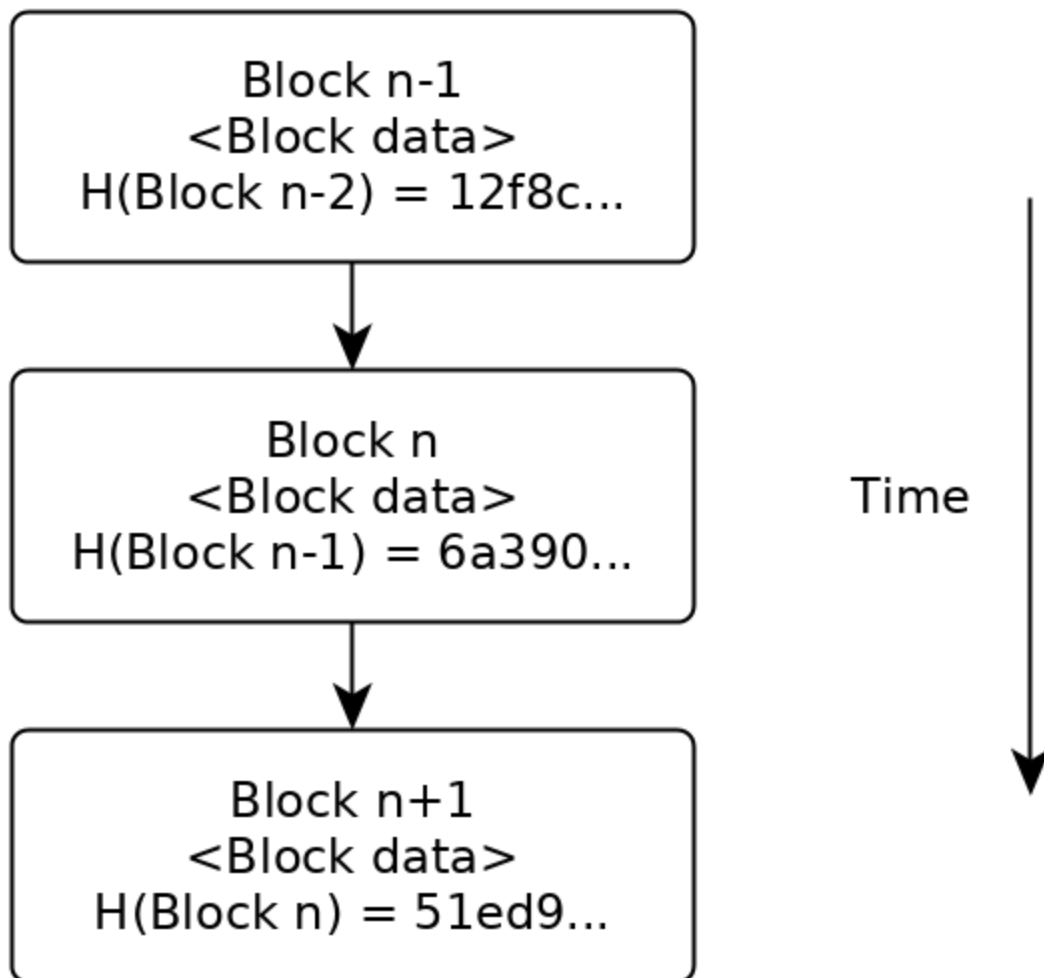 Block n-1
<Block data>
H(Block n-2) = 12f8c...
Block n
<Block data>
H(Block n-1) = 6a390...
Time
Block n+1
<Block data>
H(Block n) = 51ed9...